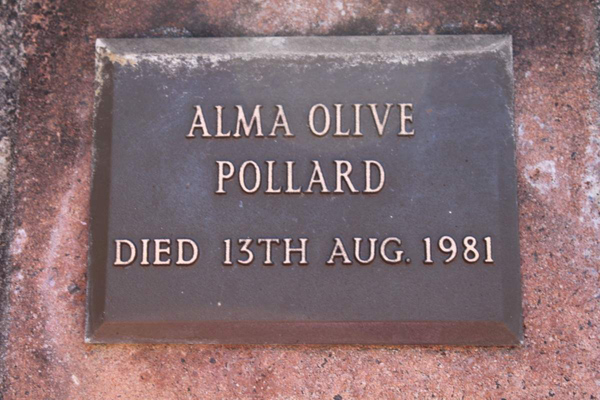 ALMA OLIVE
POLLARD
DIED 13TH AUG. 1981